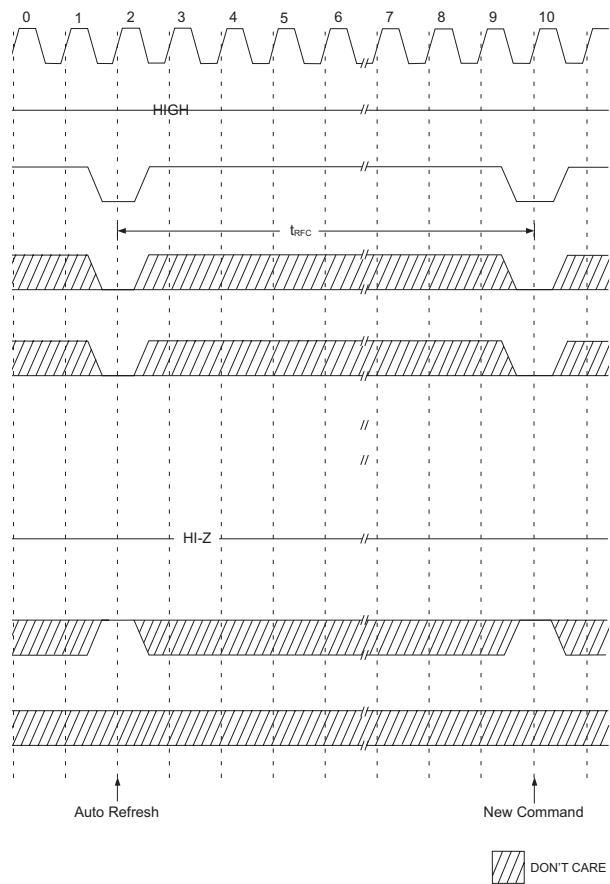 0 1 2 3 4 5 6 7 8 9 10
HIGH
tRFC
HI-Z
Auto Refresh New Command
DON'T CARE